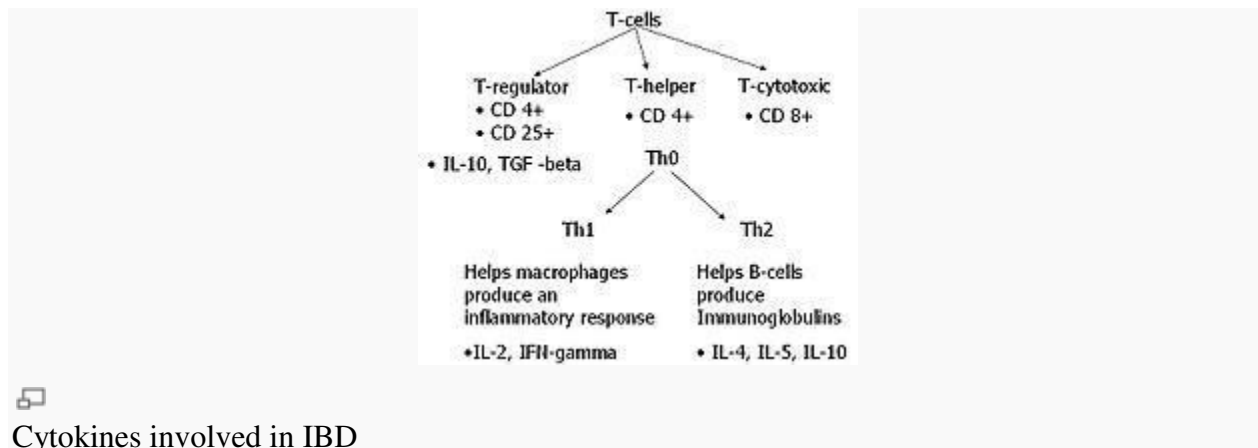 T-cells
T-regulator T-helper T-cytotoxic
• CD 4+ • CD 4+ • CD 8+
• CD 25+
• IL-10, TGF -beta Th0
Th1 Th2
Helps macrophages Helps B-cells
produce an produce
inflammatory response Immunoglobulins
•IL-2, IFN-gamma • IL-4, IL-5, IL-10
Cytokines involved in IBD